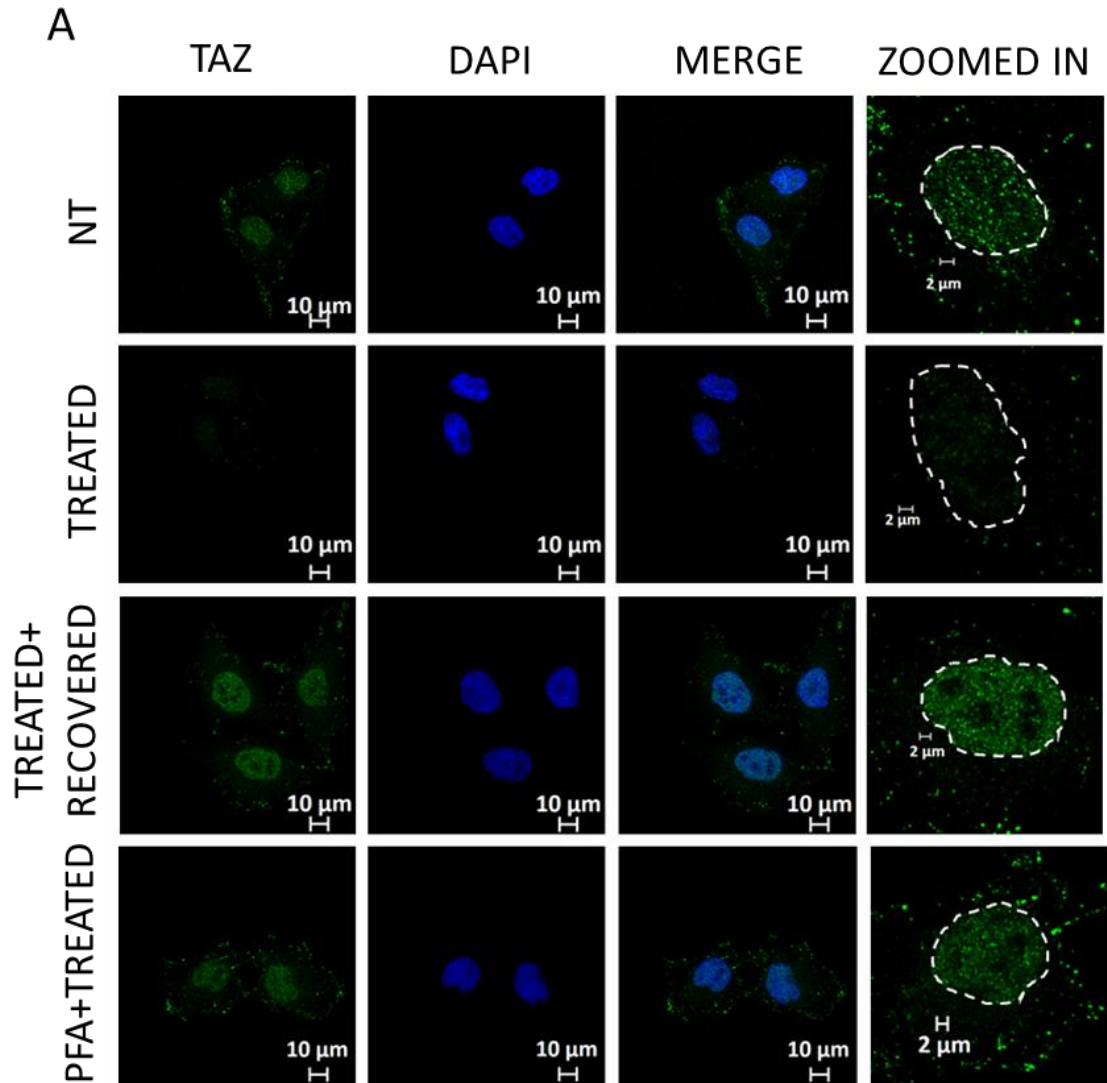 A
TAZ DAPI MERGE ZOOMED IN
NT
10 µm 10 µm 10 µm 2 µm
TREATED
10 µm 10 µm 10 µm 2 µm
TREATED+
RECOVERED
10 µm 10 µm 10 µm 2 µm
PFA+TREATED
10 µm 10 µm 10 µm 2 µm